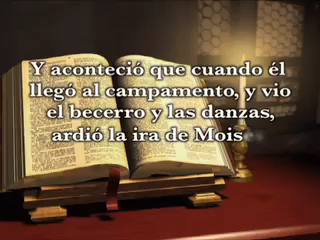 Y aconteció que cuando él
llegó al campamento, y vio
el becerro y las danzas,
ardió la ira de Mois